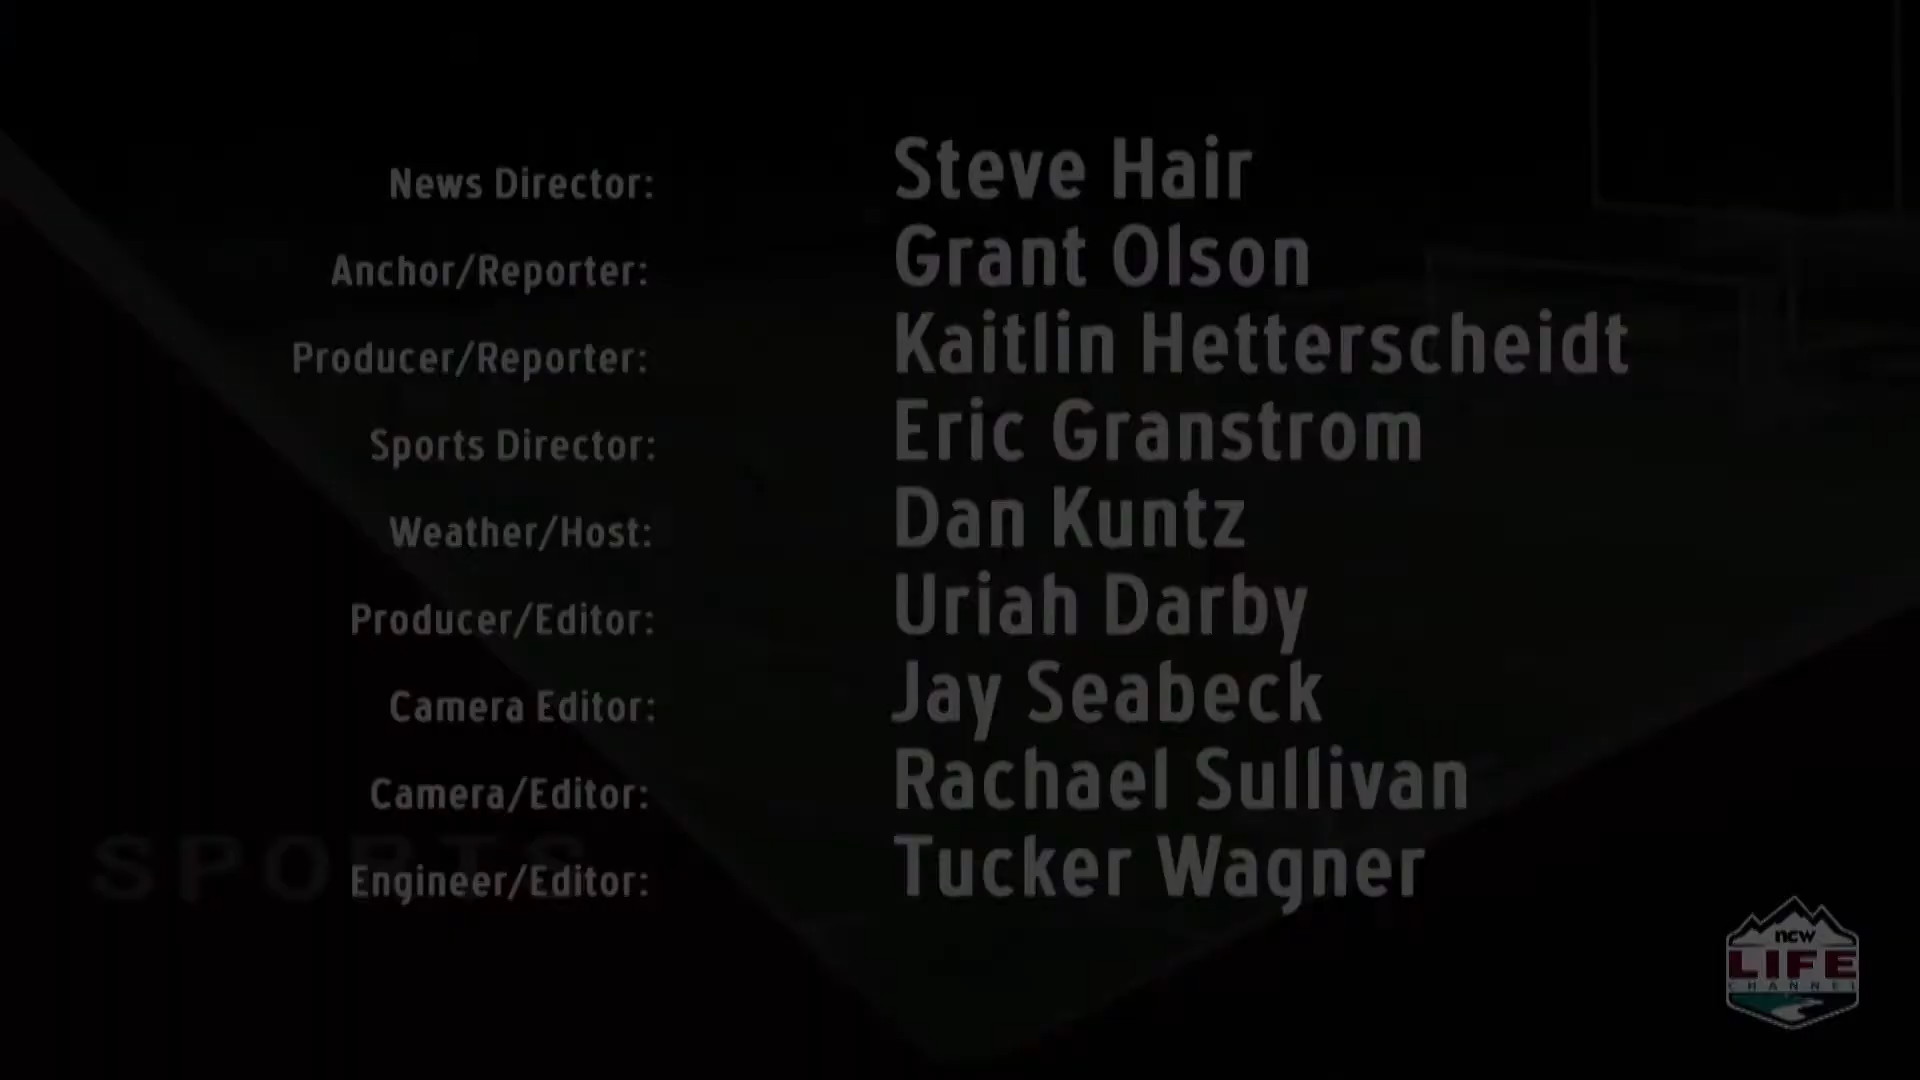 News Director: Steve Hair
Anchor/Reporter: Grant Olson
Producer/Reporter: Kaitlin Hetterscheidt
Sports Director: Eric Granstrom
Weather/Host: Dan Kuntz
Producer/Editor: Uriah Darby
Camera Editor: Jay Seabeck
Camera/Editor: Rachael Sullivan
Engineer/Editor: Tucker Wagner
SPORTS
ncw
LIFE
CHANNEL